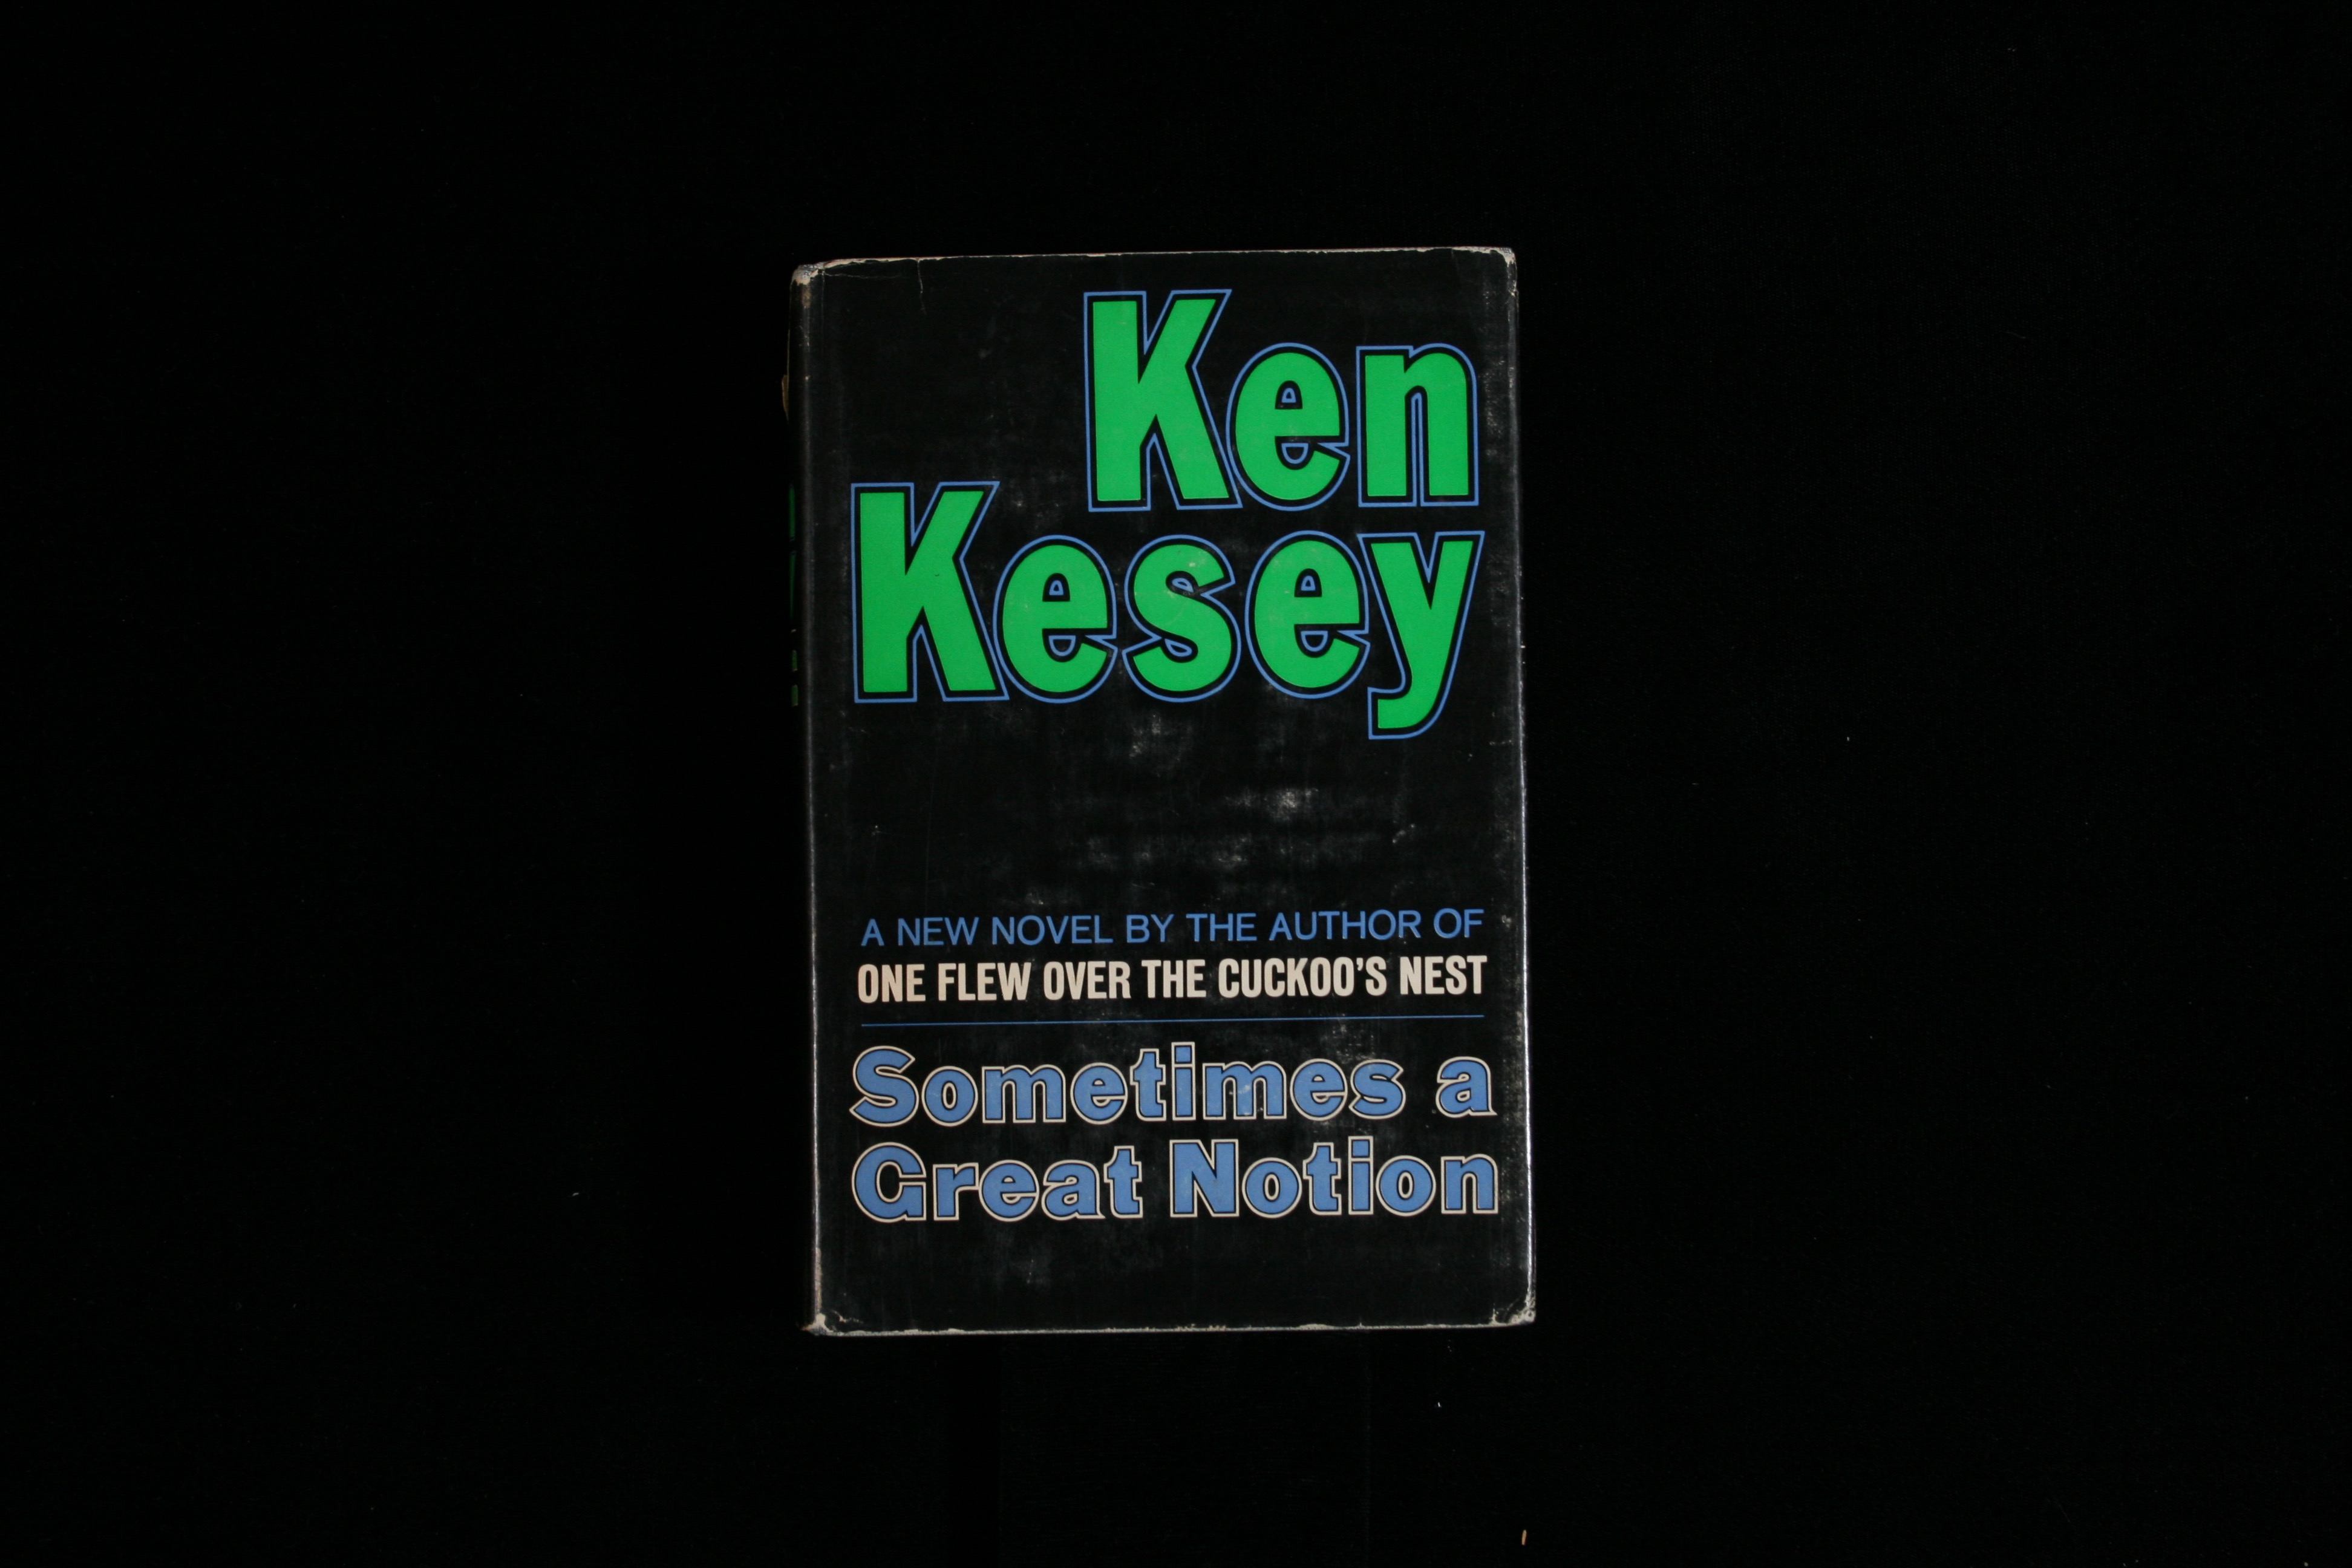 Ken
Kesey
A NEW NOVEL BY THE AUTHOR OF
ONE FLEW OVER THE CUCKOO'S NEST
Sometimes a
Great Notion